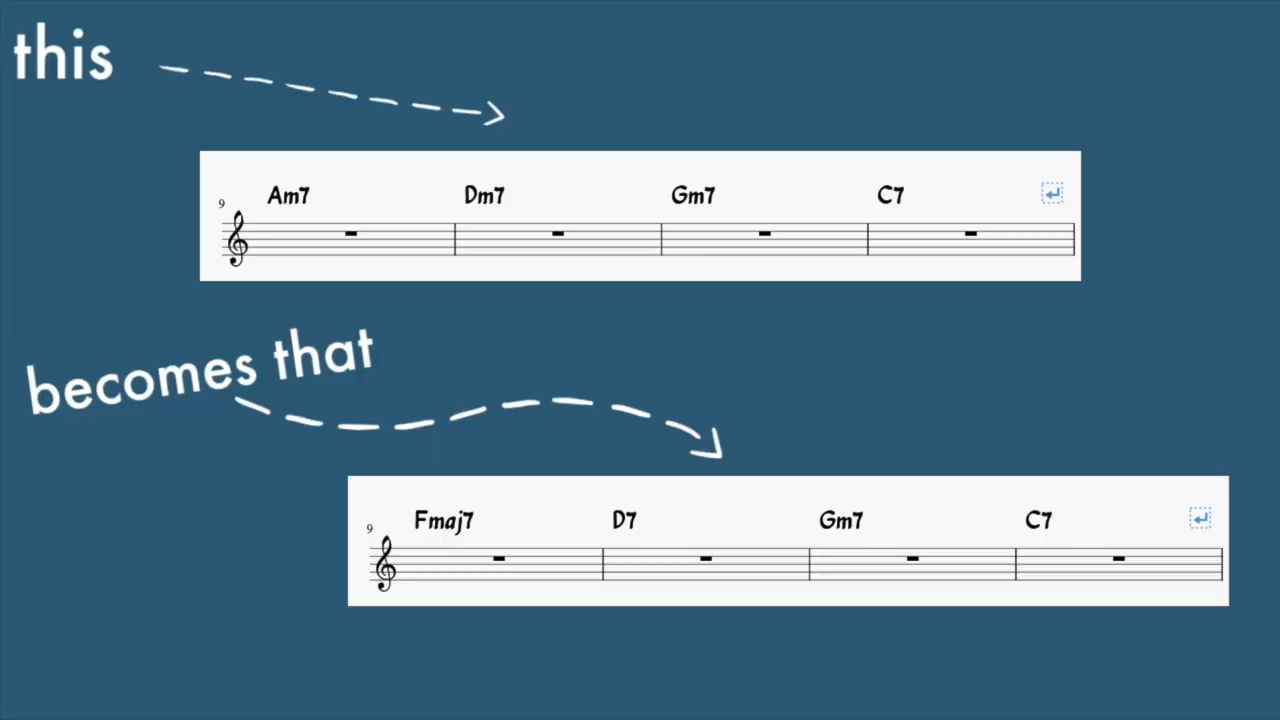 this
Am7 Dm7 Gm7 C7
9
becomes that
Fmaj7 D7 Gm7 C7
9